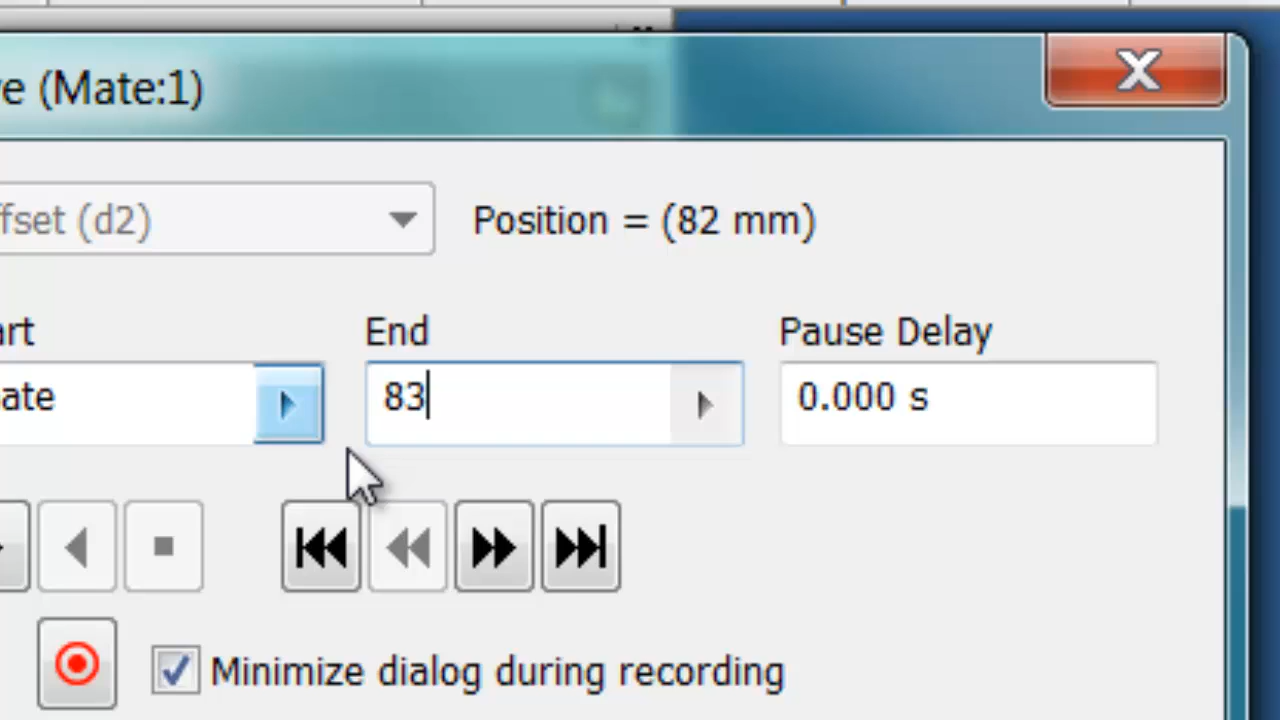 e (Mate:1)
ffset (d2)
Position = (82 mm)
art
End
Pause Delay
ate
83
0.000 s
Minimize dialog during recording